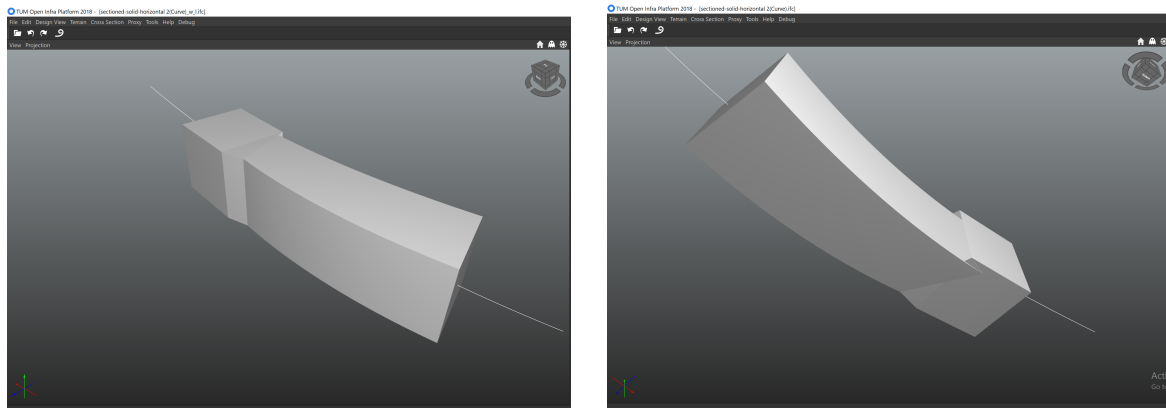 TUM Open Infra Platform 2018 - [sectioned-solid-horizontal 2(Curve)_w_l.ifc]
File Edit Design View Terrain Cross Section Proxy Tools Help Debug
View Projection
TUM Open Infra Platform 2018 - [sectioned-solid-horizontal 2(Curve).ifc]
File Edit Design View Terrain Cross Section Proxy Tools Help Debug
View Projection
Acti
Go t